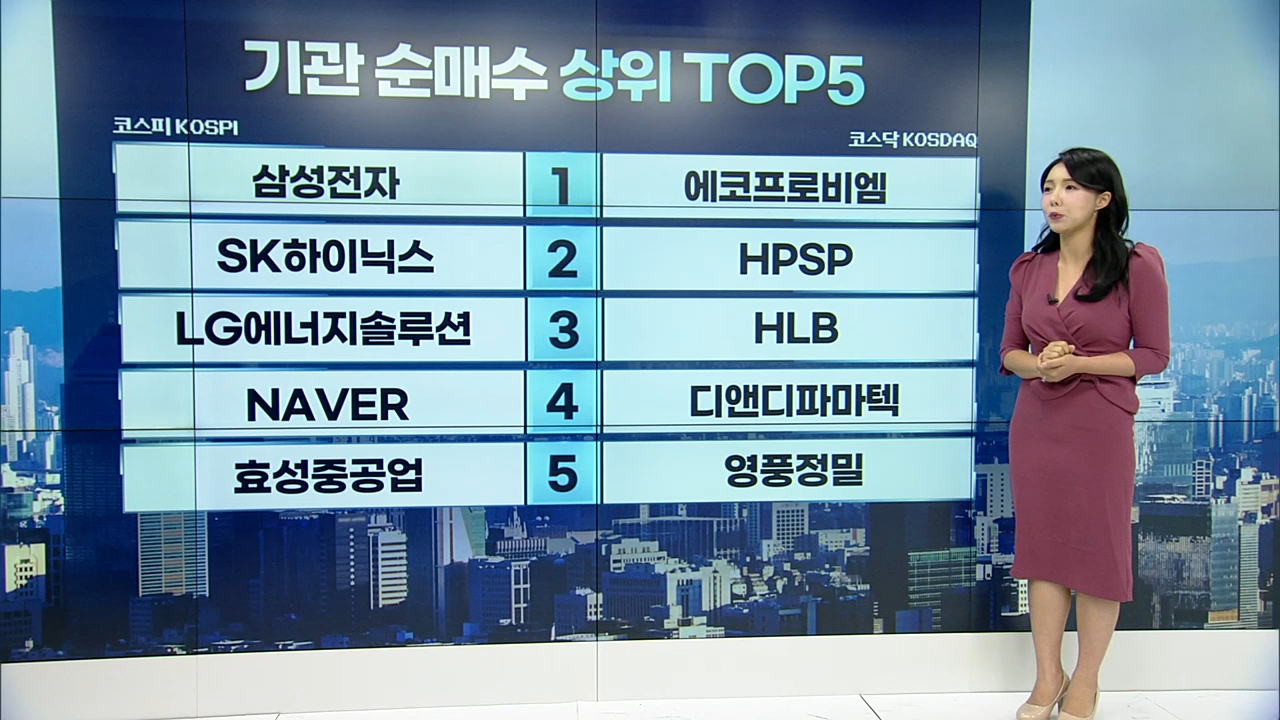 기관 순매수 상위 TOP5
코스피 KOSPI
코스닥 KOSDAQ
삼성전자 1 에코프로비엠
SK하이닉스 2 HPSP
LG에너지솔루션 3 HLB
NAVER 4 디앤디파마텍
효성중공업 5 영풍정밀